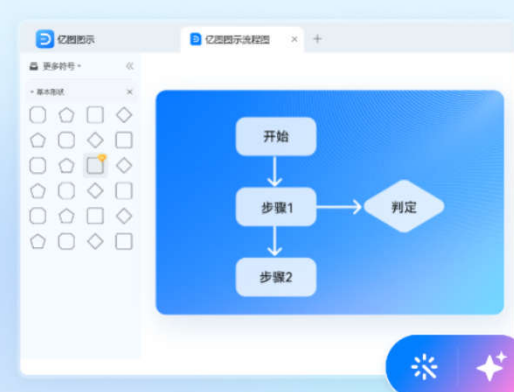 亿图图示
亿图图示流程图
更多符号
基本形状
开始
步骤1
判定
步骤2